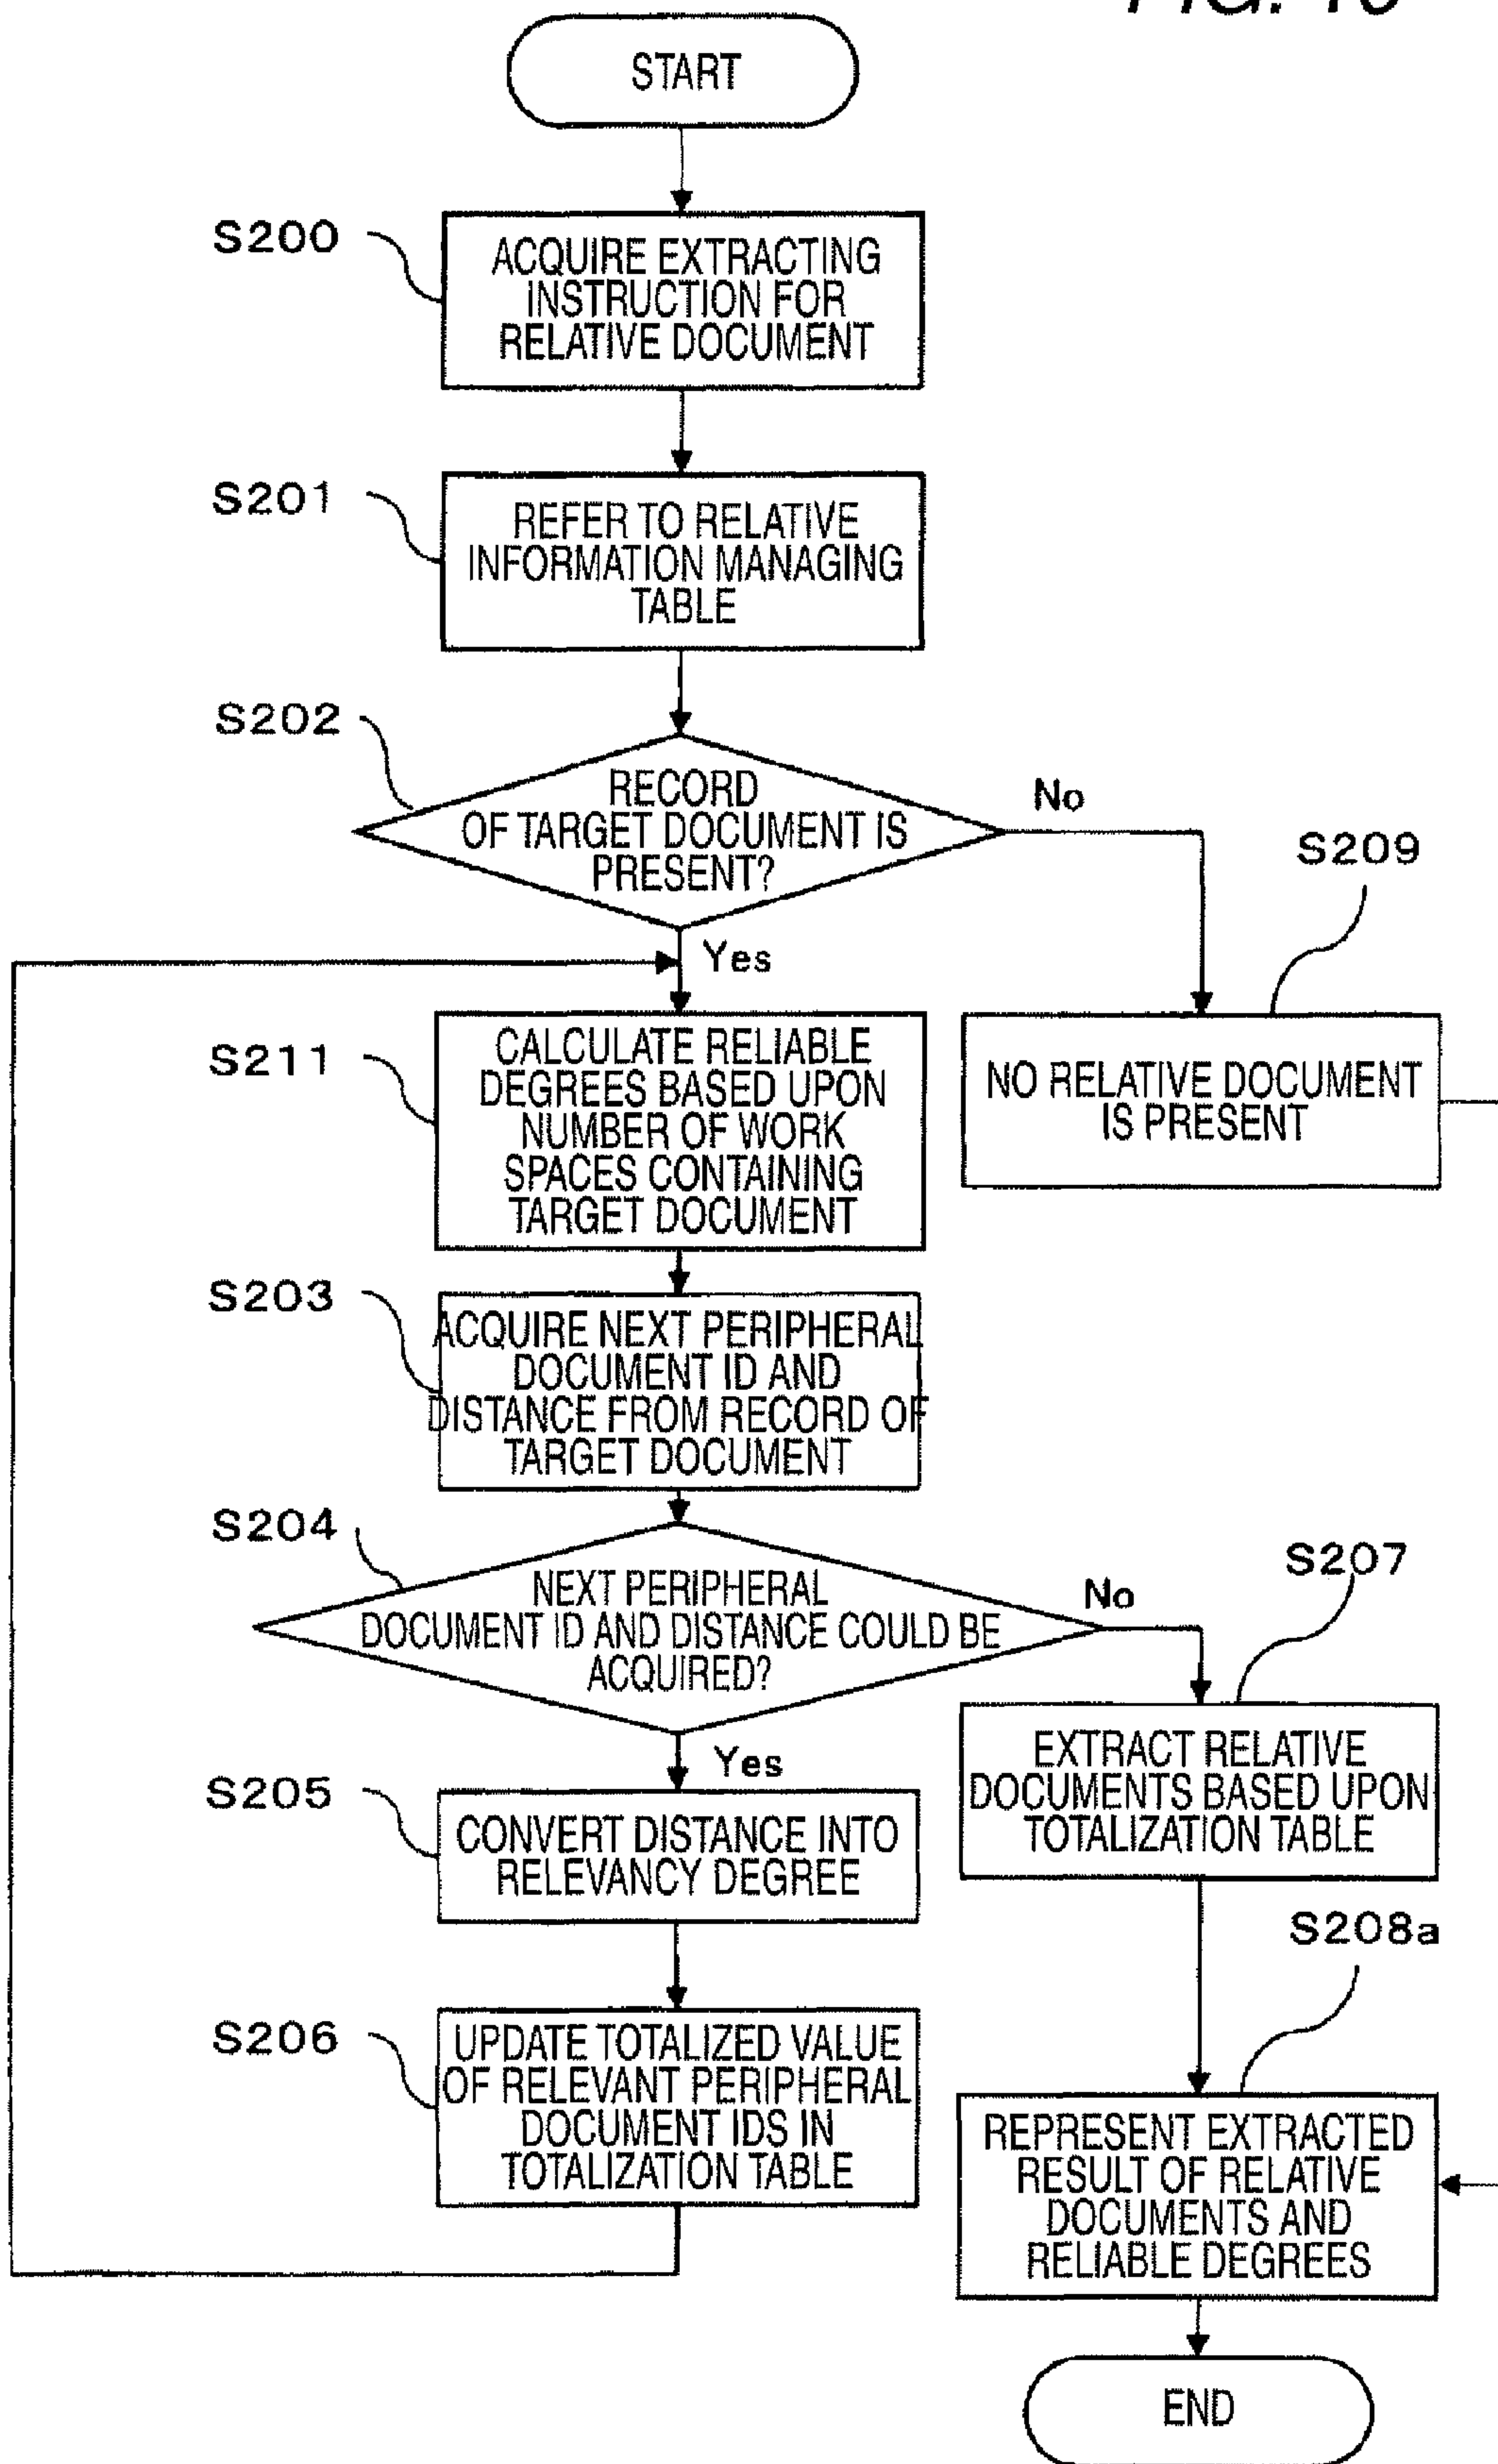 START
S200
ACQUIRE EXTRACTING
INSTRUCTION FOR
RELATIVE DOCUMENT
S201
REFER TO RELATIVE
INFORMATION MANAGING
TABLE
S202
RECORD
OF TARGET DOCUMENT IS
PRESENT?
No
S209
Yes
S211
CALCULATE RELIABLE
DEGREES BASED UPON
NUMBER OF WORK
SPACES CONTAINING
TARGET DOCUMENT
NO RELATIVE DOCUMENT
IS PRESENT
S203
ACQUIRE NEXT PERIPHERAL
DOCUMENT ID AND
DISTANCE FROM RECORD OF
TARGET DOCUMENT
S204
NEXT PERIPHERAL
DOCUMENT ID AND DISTANCE COULD BE
ACQUIRED?
No
S207
Yes
EXTRACT RELATIVE
DOCUMENTS BASED UPON
TOTALIZATION TABLE
S205
CONVERT DISTANCE INTO
RELEVANCY DEGREE
S208a
S206
UPDATE TOTALIZED VALUE
OF RELEVANT PERIPHERAL
DOCUMENT IDS IN
TOTALIZATION TABLE
REPRESENT EXTRACTED
RESULT OF RELATIVE
DOCUMENTS AND
RELIABLE DEGREES
END